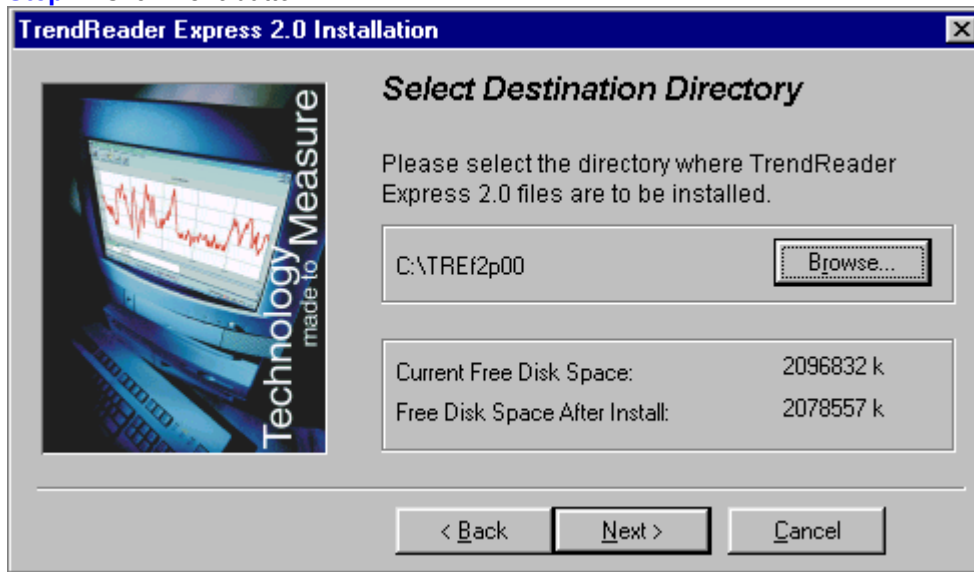 TrendReader Express 2.0 Installation
Select Destination Directory
Please select the directory where TrendReader
Express 2.0 files are to be installed.
C:\TREf2p00
Browse...
Current Free Disk Space: 2096832 k
Free Disk Space After Install: 2078557 k
Technology
made to Measure
< Back
Next >
Cancel